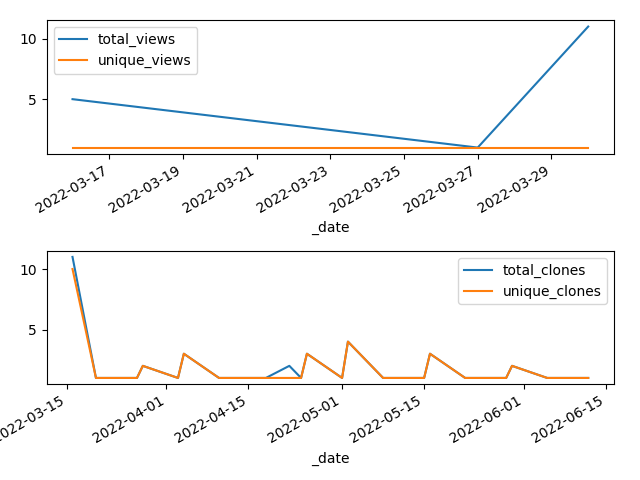 10
5
total_views
unique_views
2022-03-17 2022-03-19 2022-03-21 2022-03-23 2022-03-25 2022-03-27 2022-03-29
_date
10
5
total_clones
unique_clones
2022-03-15 2022-04-01 2022-04-15 2022-05-01 2022-05-15 2022-06-01 2022-06-15
_date